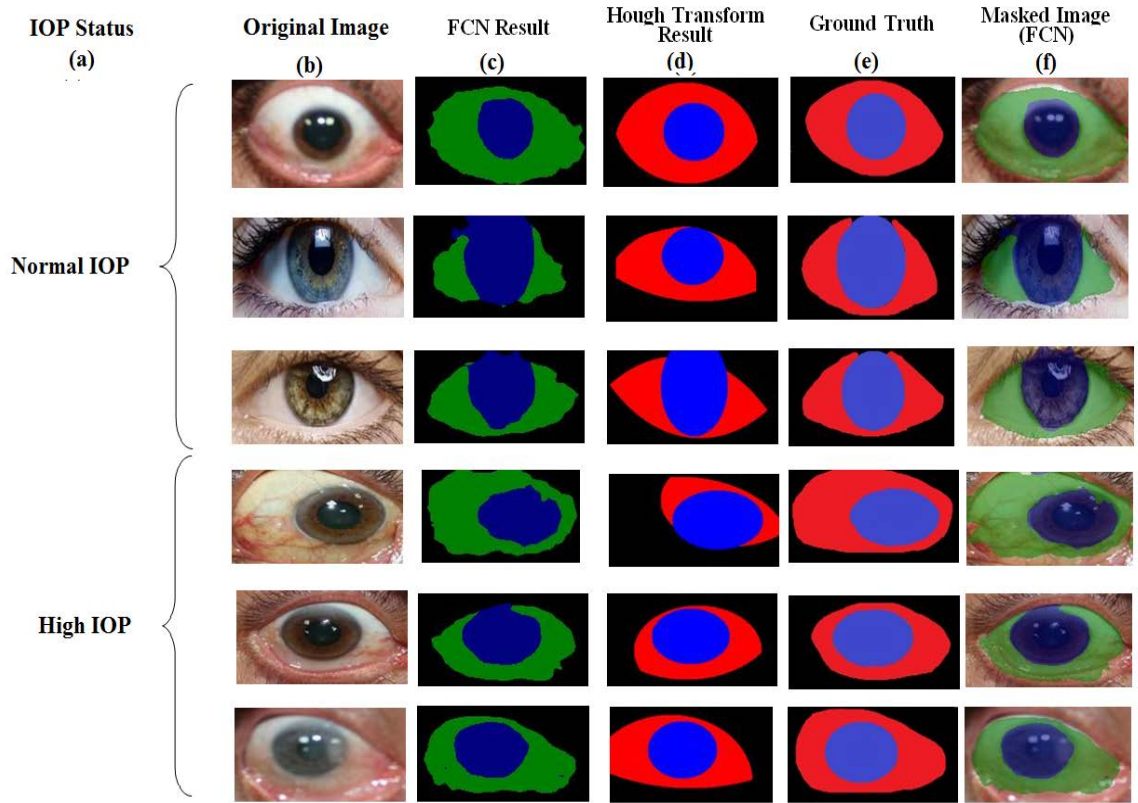 IOP Status
(a)
Original Image
(b)
FCN Result
(c)
Hough Transform
Result
(d)
Ground Truth
(e)
Masked Image
(FCN)
(f)
Normal IOP
High IOP